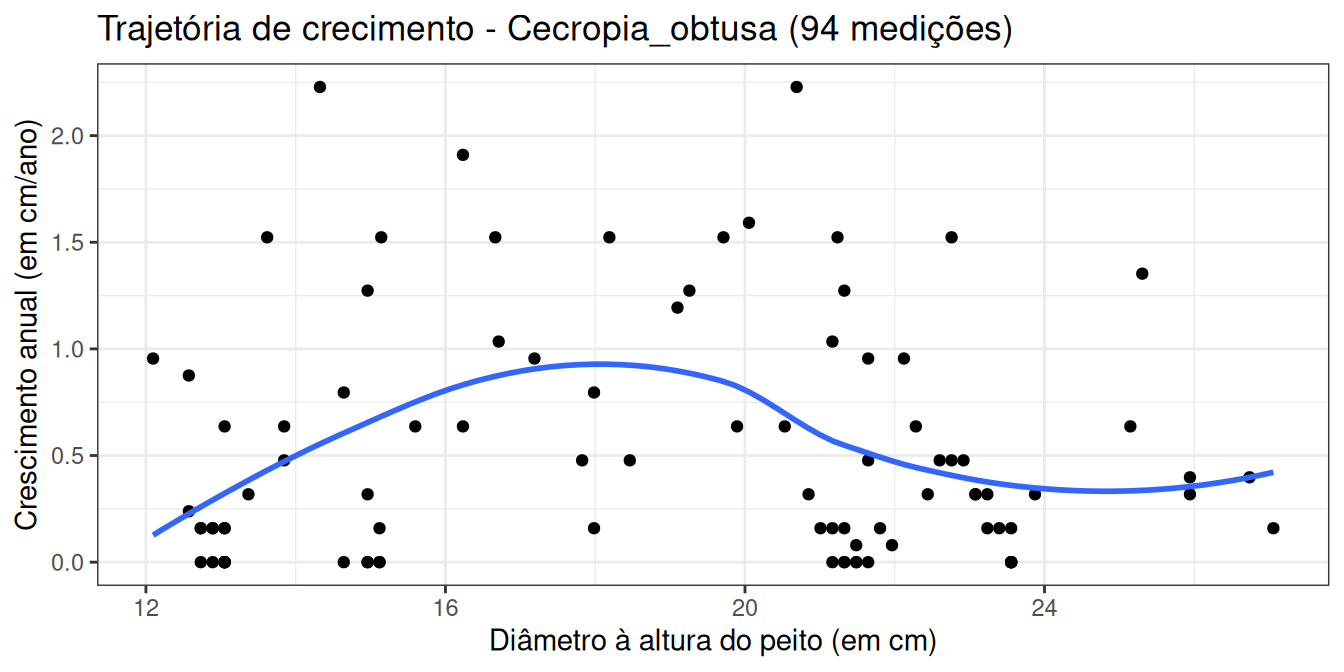 Trajetória de crecimento - Cecropia_obtusa (94 medições)
Crescimento anual (em cm/ano)
2.0
1.5
1.0
0.5
0.0
12 16 20 24
Diâmetro à altura do peito (em cm)